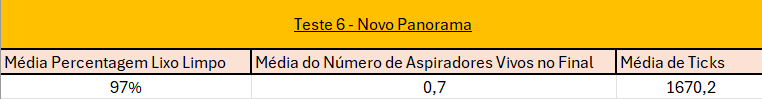 Teste 6 - Novo Panorama
Média Percentagem Lixo Limpo Média do Número de Aspiradores Vivos no Final Média de Ticks
97% 0,7 1670,2